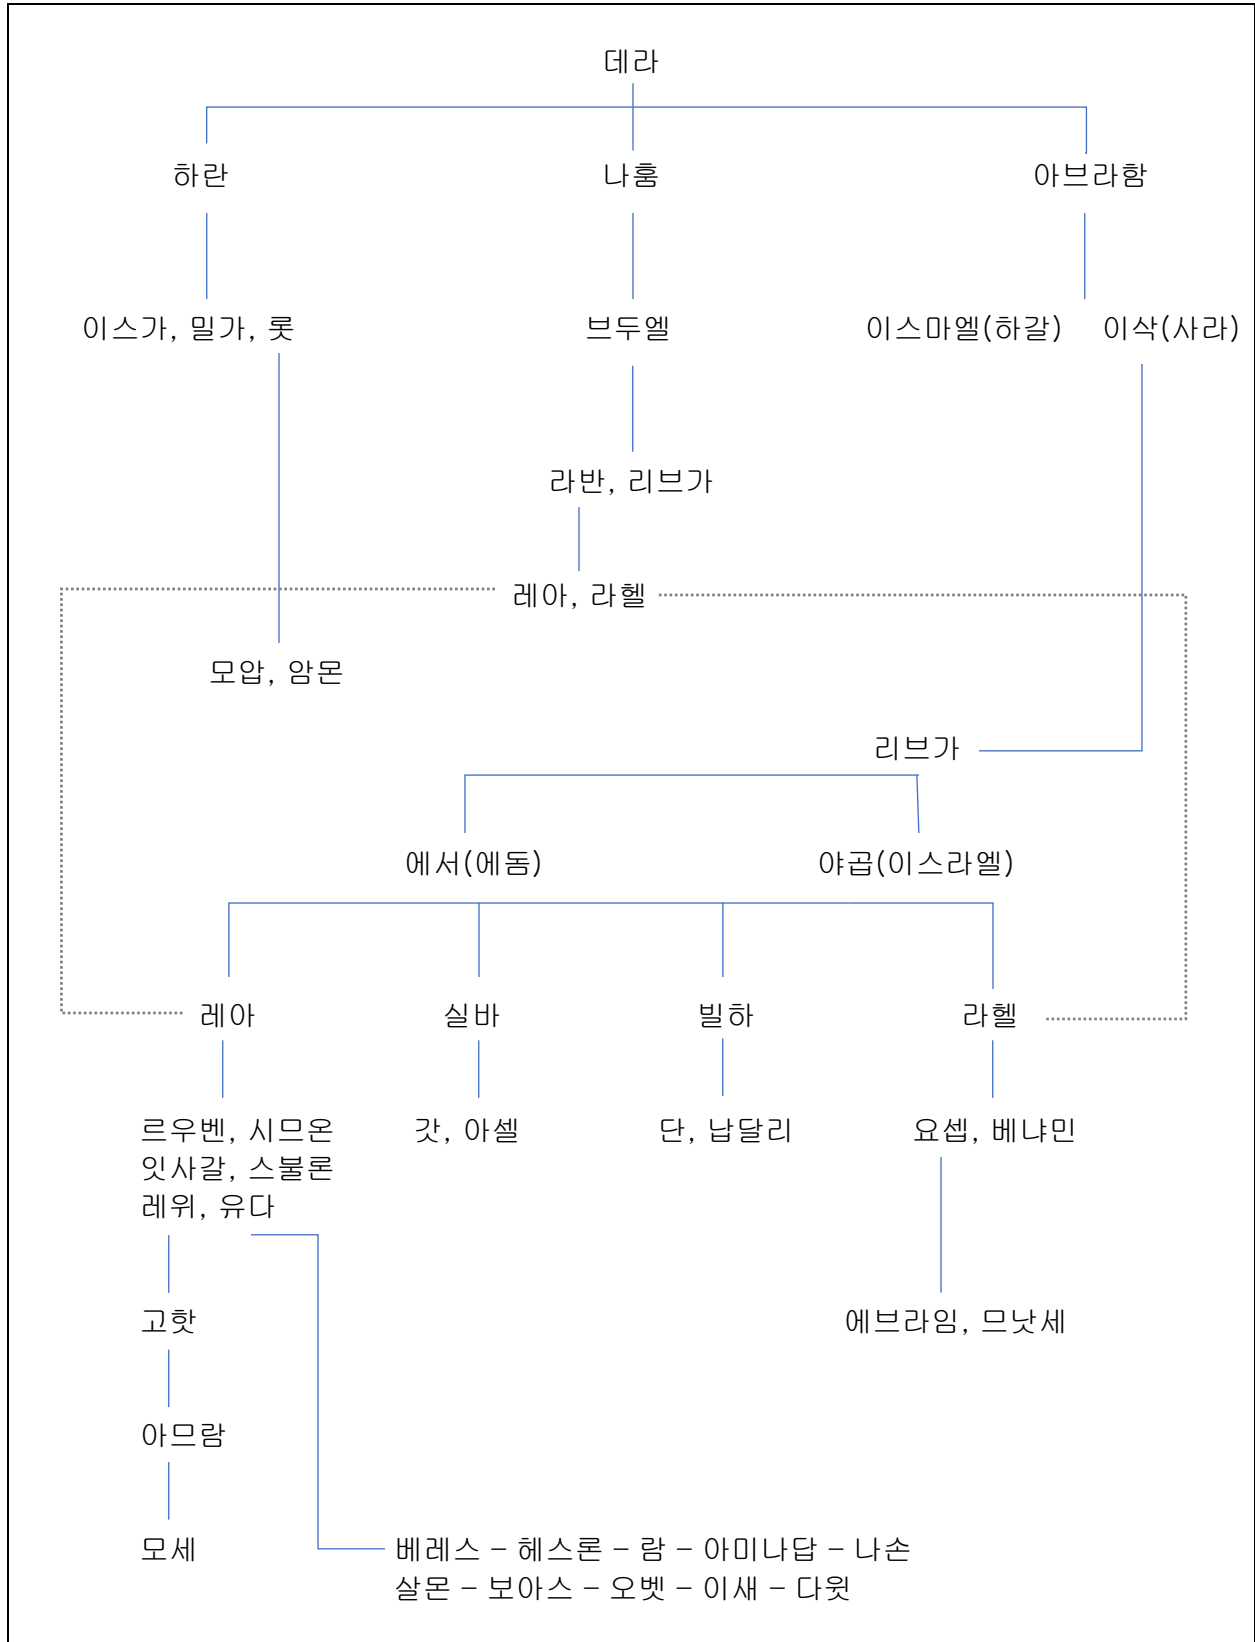 데라
하란 나훔 아브라함
이스가, 밀가, 롯 브두엘 이스마엘(하갈) 이삭(사라)
라반, 리브가
레아, 라헬
모압, 암몬
리브가
에서(에돔) 야곱(이스라엘)
레아 실바 빌하 라헬
르우벤, 시므온 갓, 아셀 단, 납달리 요셉, 베냐민
잇사갈, 스불론
레위, 유다
고핫 에브라임, 므낫세
아므람
모세 베레스 – 헤스론 – 람 – 아미나답 – 나손
살몬 – 보아스 – 오벳 – 이새 – 다윗